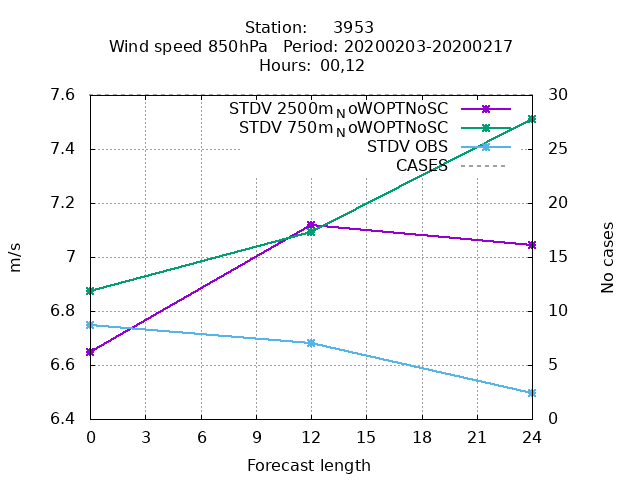 Station: 3953
Wind speed 850hPa Period: 20200203-20200217
Hours: 00,12
7.6
7.4
7.2
7
6.8
6.6
6.4
m/s
30
25
20
15
10
5
0
No cases
STDV 2500m_NoWOPTNoSC
STDV 750m_NoWOPTNoSC
STDV OBS
CASES
0 3 6 9 12 15 18 21 24
Forecast length